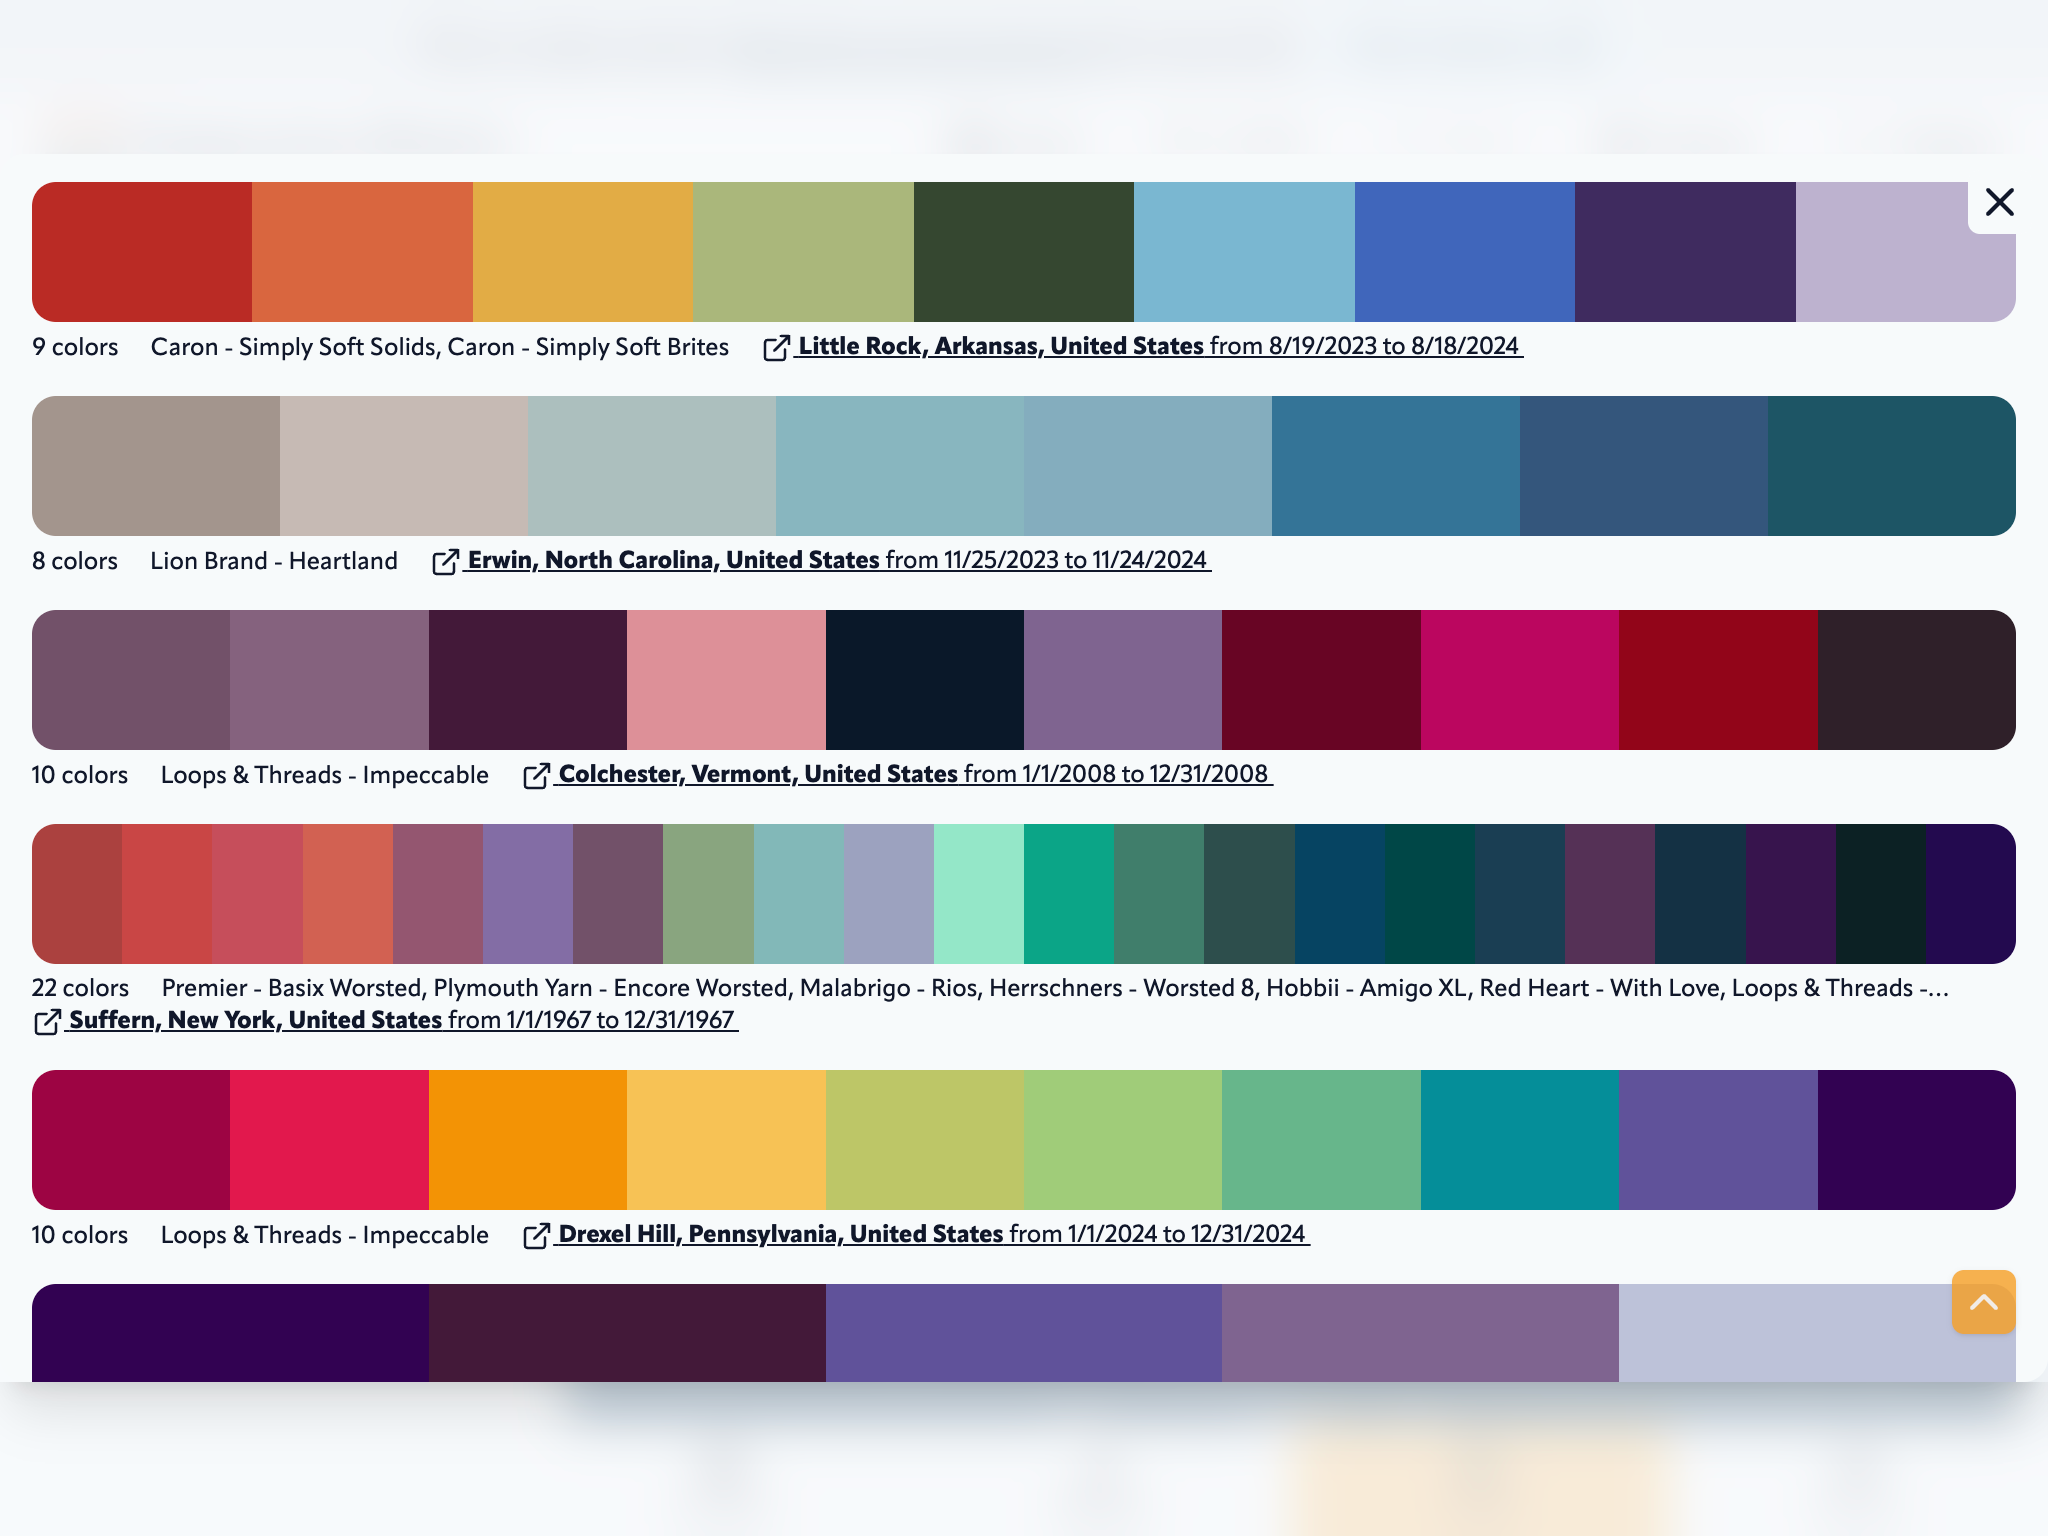 9 colors Caron - Simply Soft Solids, Caron - Simply Soft Brites Little Rock, Arkansas, United States from 8/19/2023 to 8/18/2024
8 colors Lion Brand - Heartland Erwin, North Carolina, United States from 11/25/2023 to 11/24/2024
10 colors Loops & Threads - Impeccable Colchester, Vermont, United States from 1/1/2008 to 12/31/2008
22 colors Premier - Basix Worsted, Plymouth Yarn - Encore Worsted, Malabrigo - Rios, Herrschners - Worsted 8, Hobbii - Amigo XL, Red Heart - With Love, Loops & Threads -...
Suffern, New York, United States from 1/1/1967 to 12/31/1967
10 colors Loops & Threads - Impeccable Drexel Hill, Pennsylvania, United States from 1/1/2024 to 12/31/2024